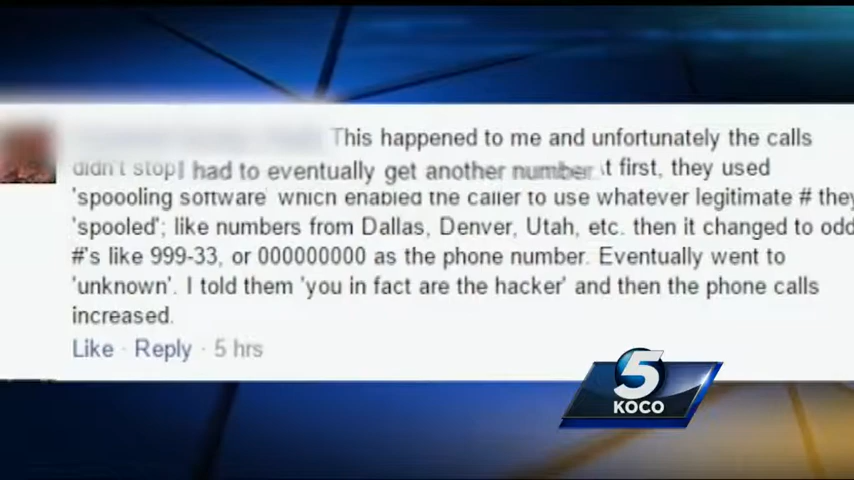 This happened to me and unfortunately the calls
didn't stop I had to eventually get another number. t first, they used
'spoooling software' which enabled the caller to use whatever legitimate # they
'spooled'; like numbers from Dallas, Denver, Utah, etc. then it changed to odd
#'s like 999-33, or 000000000 as the phone number. Eventually went to
'unknown'. I told them 'you in fact are the hacker' and then the phone calls
increased.
Like · Reply · 5 hrs
5
KOCO